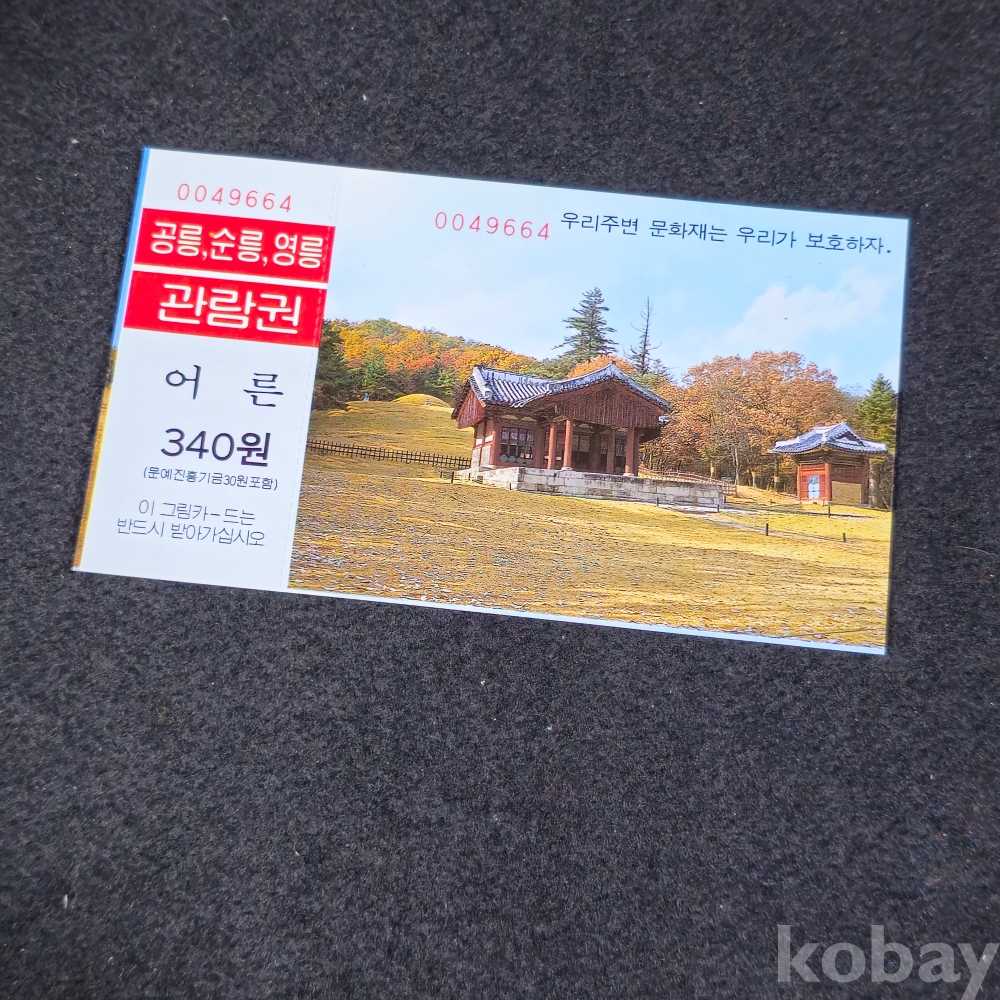 0049664
공릉,순릉,영릉
관람권
어 른
340원
(문예진흥기금30원포함)
이 그림카-드는
반드시 받아가십시오
0049664
우리주변 문화재는 우리가 보호하자.
kobay